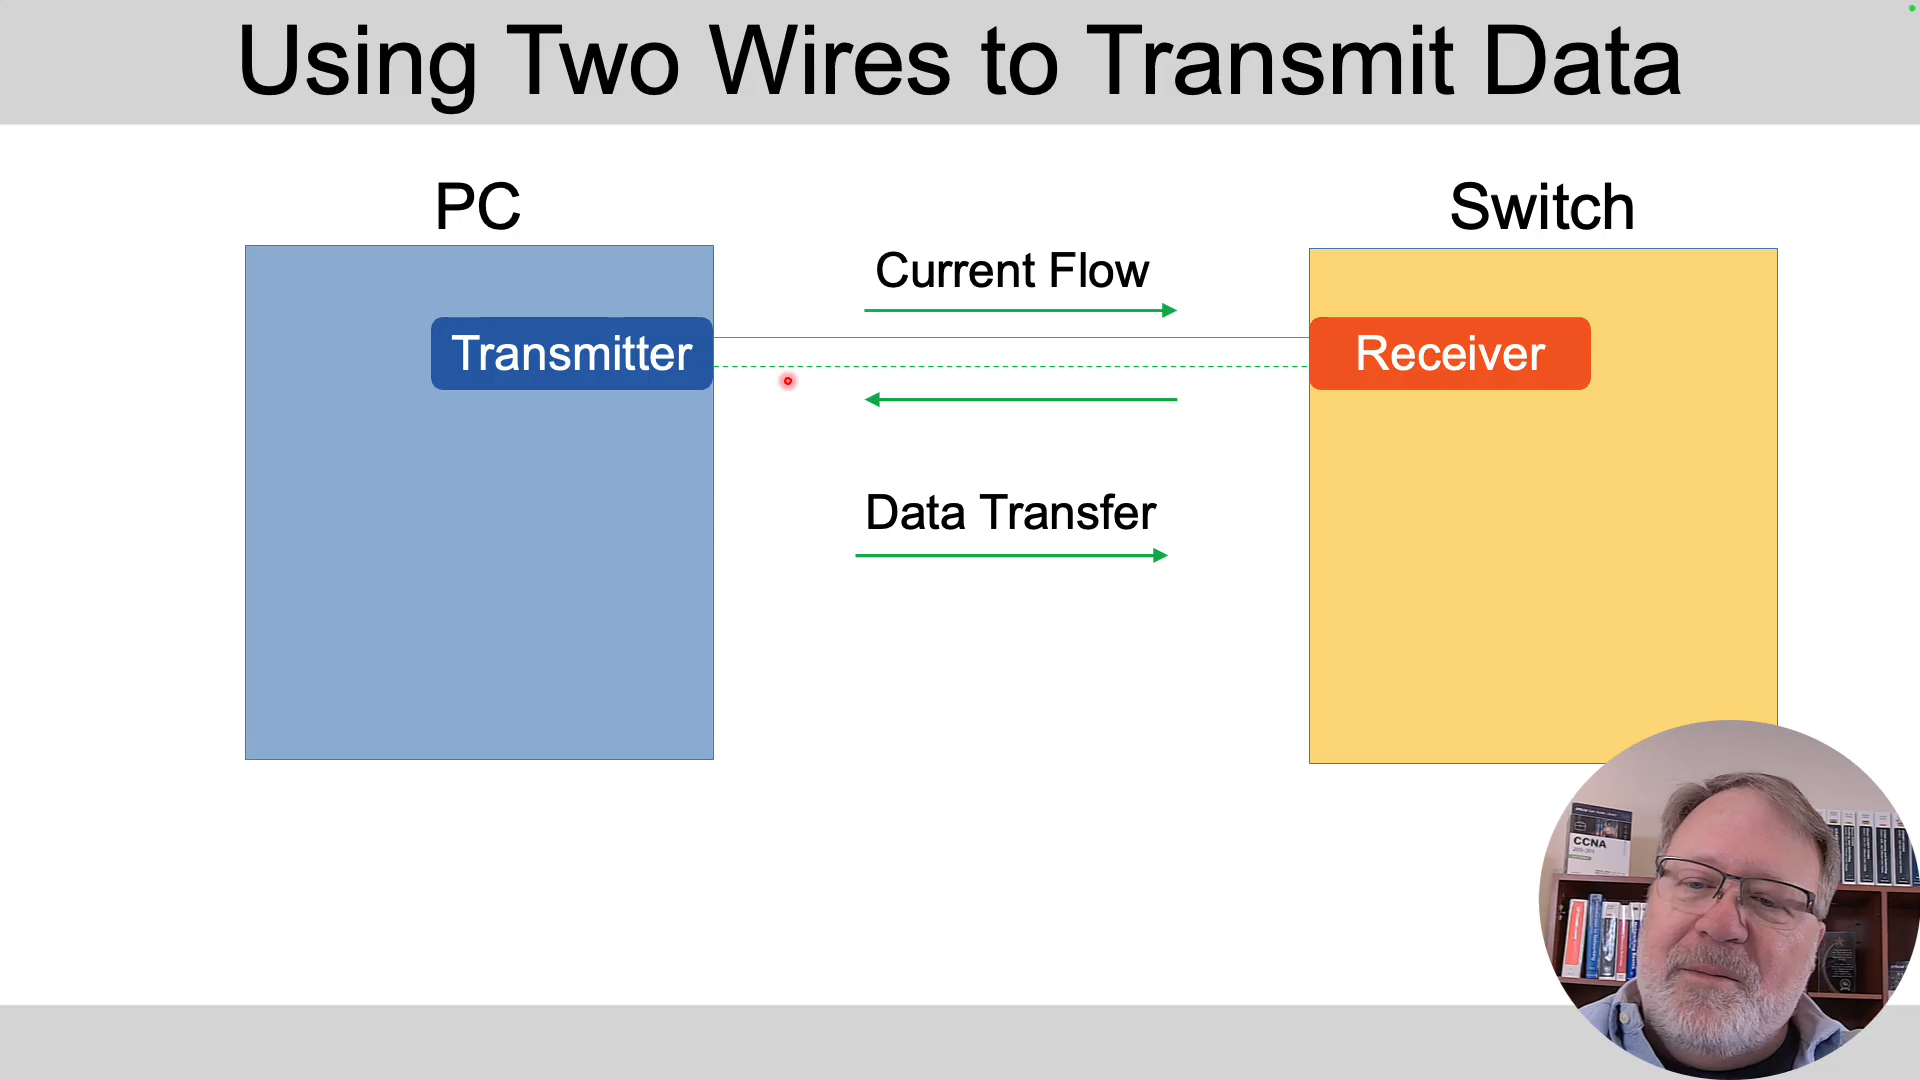 Using Two Wires to Transmit Data
PC
Switch
Current Flow
Transmitter
Receiver
Data Transfer
CCNA